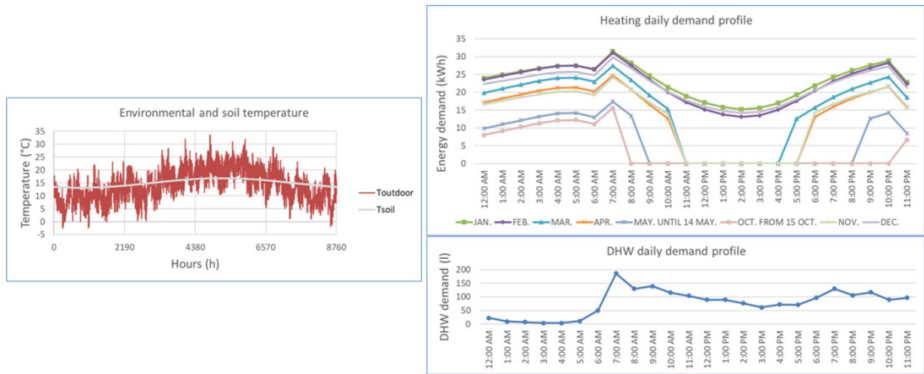 Environmental and soil temperature
Temperature (°C)
35
30
25
20
15
10
5
0
-5
0 2190 4380 6570 8760
Hours (h)
Toutdoor
Tsoil
Heating daily demand profile
Energy demand (kWh)
35
30
25
20
15
10
5
0
12:00 AM
1:00 AM
2:00 AM
3:00 AM
4:00 AM
5:00 AM
6:00 AM
7:00 AM
8:00 AM
9:00 AM
10:00 AM
11:00 AM
12:00 PM
1:00 PM
2:00 PM
3:00 PM
4:00 PM
5:00 PM
6:00 PM
7:00 PM
8:00 PM
9:00 PM
10:00 PM
11:00 PM
JAN. FEB. MAR. APR. MAY. UNTIL 14 MAY. OCT. FROM 15 OCT. NOV. DEC.
DHW daily demand profile
DHW demand (l)
200
150
100
50
0
12:00 AM
1:00 AM
2:00 AM
3:00 AM
4:00 AM
5:00 AM
6:00 AM
7:00 AM
8:00 AM
9:00 AM
10:00 AM
11:00 AM
12:00 PM
1:00 PM
2:00 PM
3:00 PM
4:00 PM
5:00 PM
6:00 PM
7:00 PM
8:00 PM
9:00 PM
10:00 PM
11:00 PM